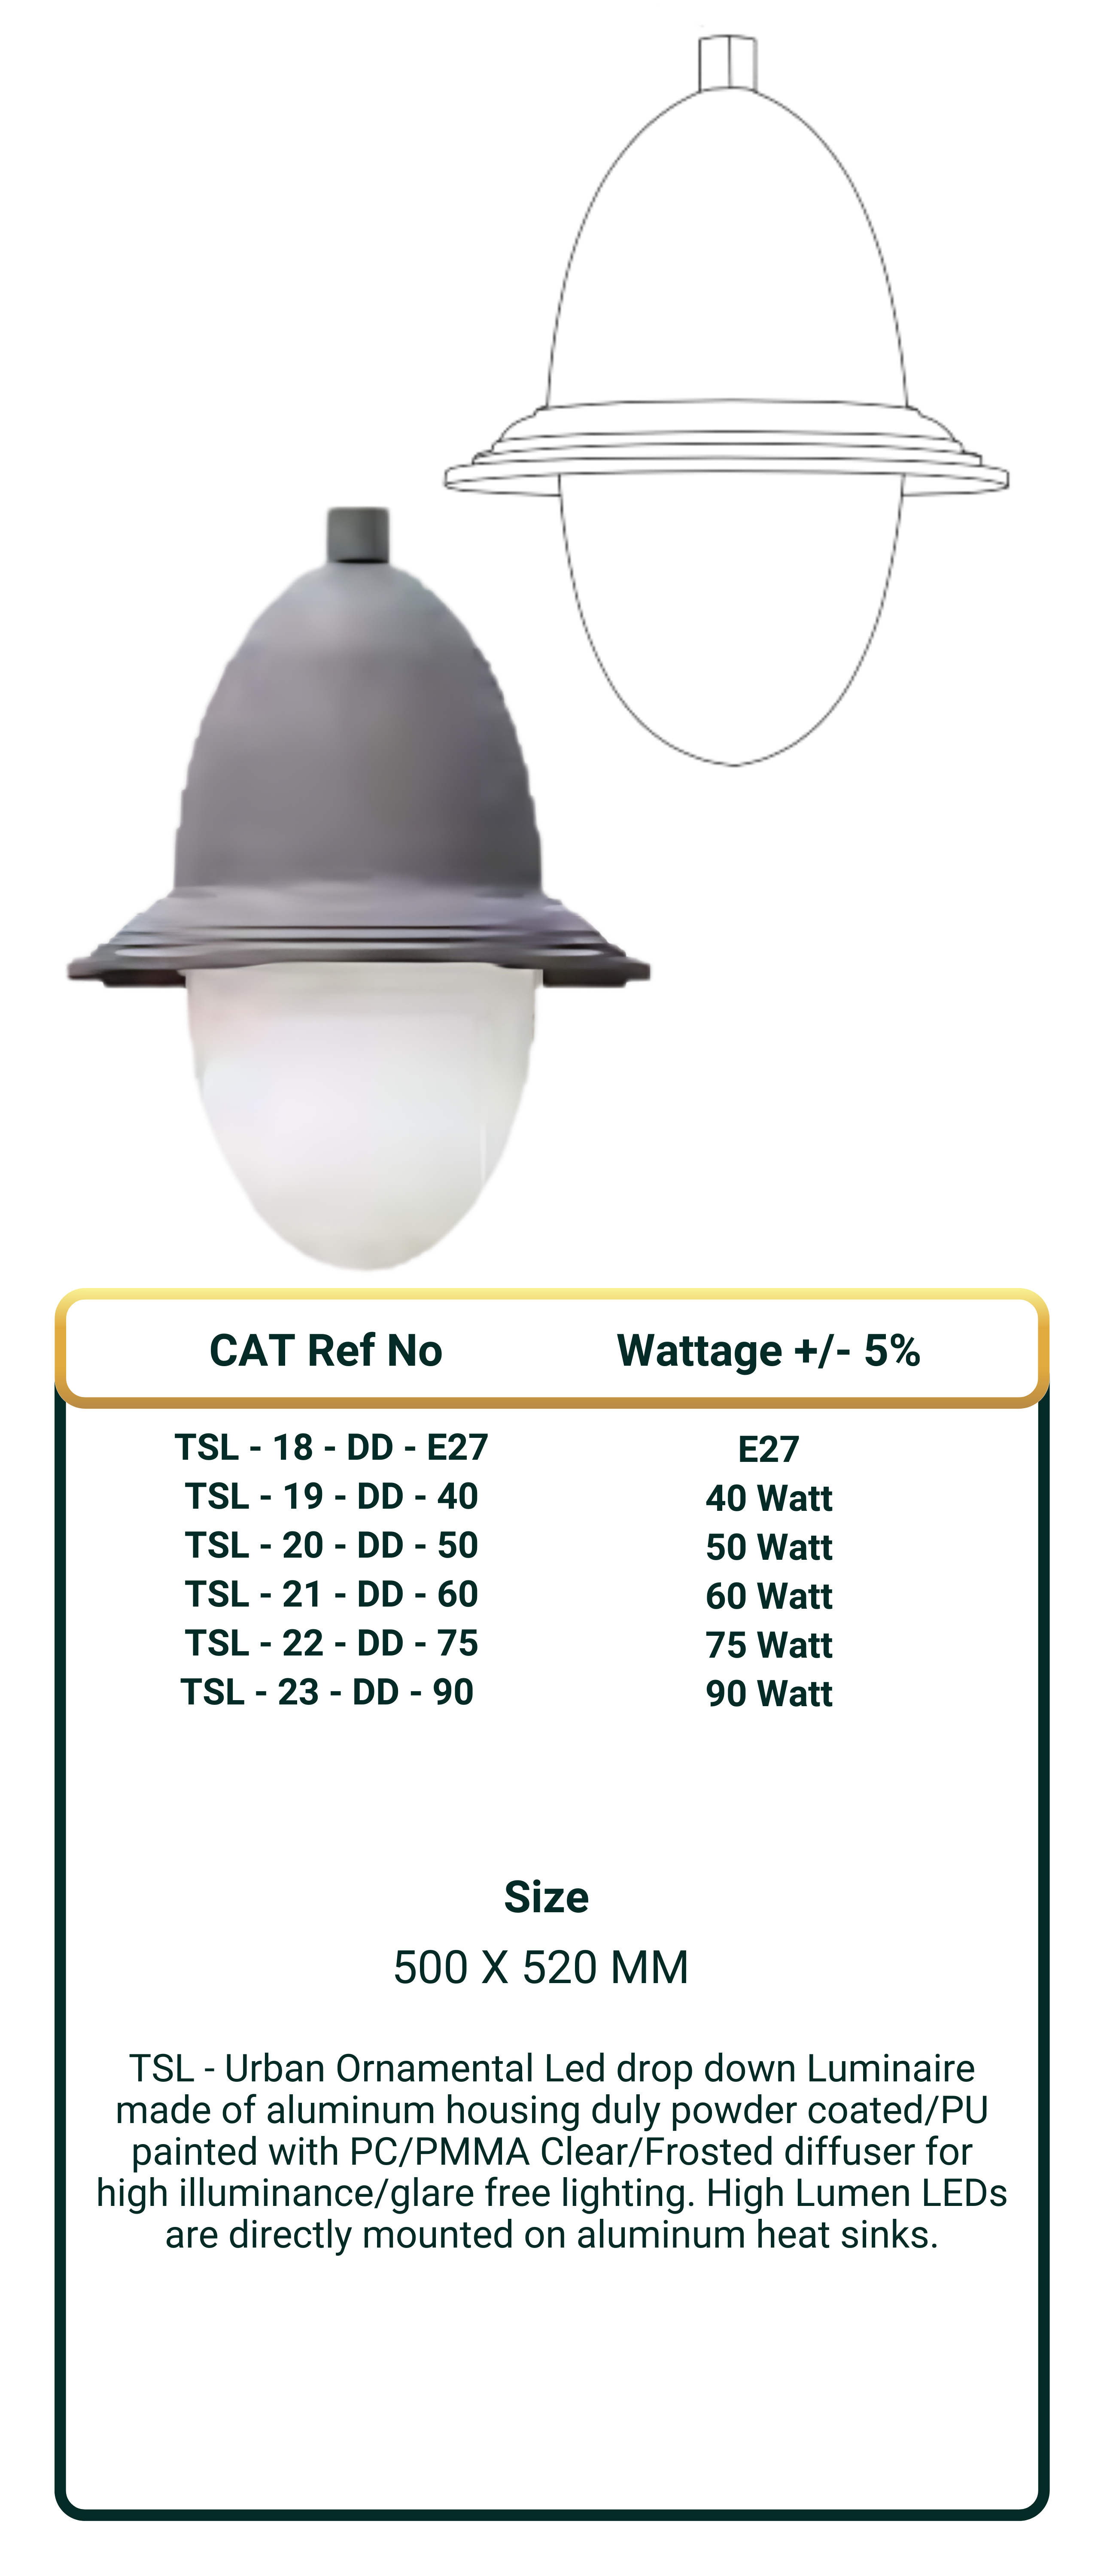 CAT Ref No    Wattage +/- 5%
TSL - 18 - DD - E27    E27
TSL - 19 - DD - 40    40 Watt
TSL - 20 - DD - 50    50 Watt
TSL - 21 - DD - 60    60 Watt
TSL - 22 - DD - 75    75 Watt
TSL - 23 - DD - 90    90 Watt
Size
500 X 520 MM
TSL - Urban Ornamental Led drop down Luminaire
made of aluminum housing duly powder coated/PU
painted with PC/PMMA Clear/Frosted diffuser for
high illuminance/glare free lighting. High Lumen LEDs
are directly mounted on aluminum heat sinks.